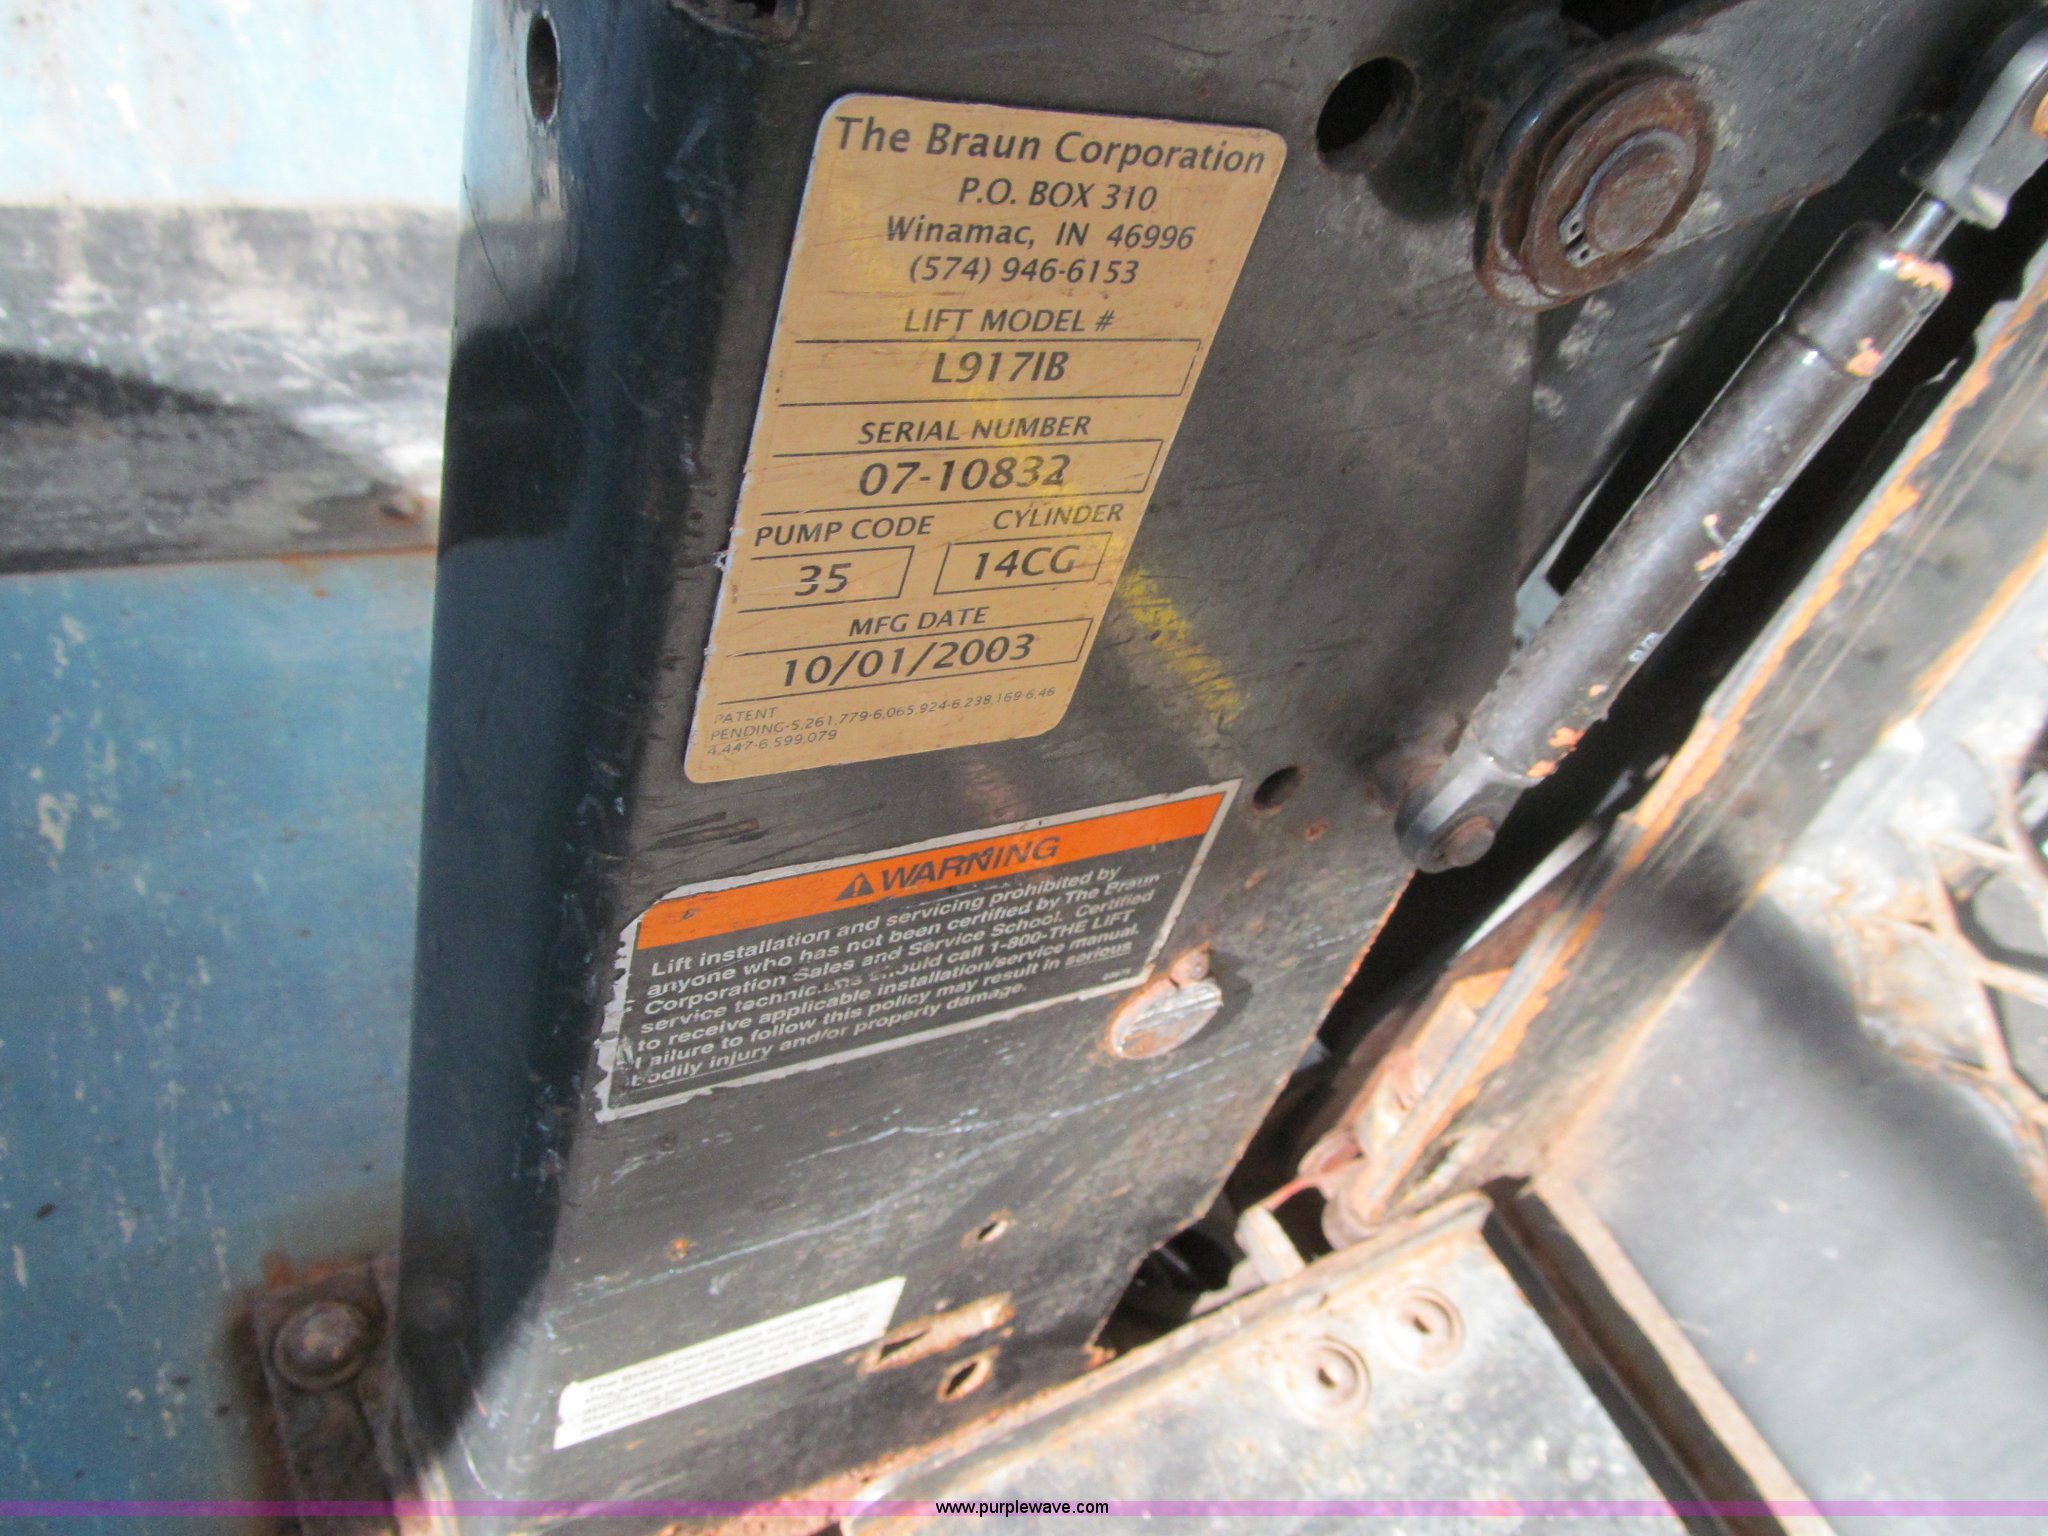 The Braun Corporation
P.O. BOX 310
Winamac, IN 46996
(574) 946-6153
LIFT MODEL #
L917IB
SERIAL NUMBER
07-10832
PUMP CODE CYLINDER
35 14CG
MFG DATE
10/01/2003
PATENT
PENDING-5,261,779-6,065,924-6,238,169-6,46
4,447-6,599,079
WARNING
Lift installation and servicing prohibited by
anyone who has not been certified by The Braun
Corporation Sales and Service School. Certified
service technicians should call 1-800-THE LIFT
to receive applicable installation/service manual.
Failure to follow this policy may result in serious
bodily injury and/or property damage.
The Braun Corporation
www.purplewave.com